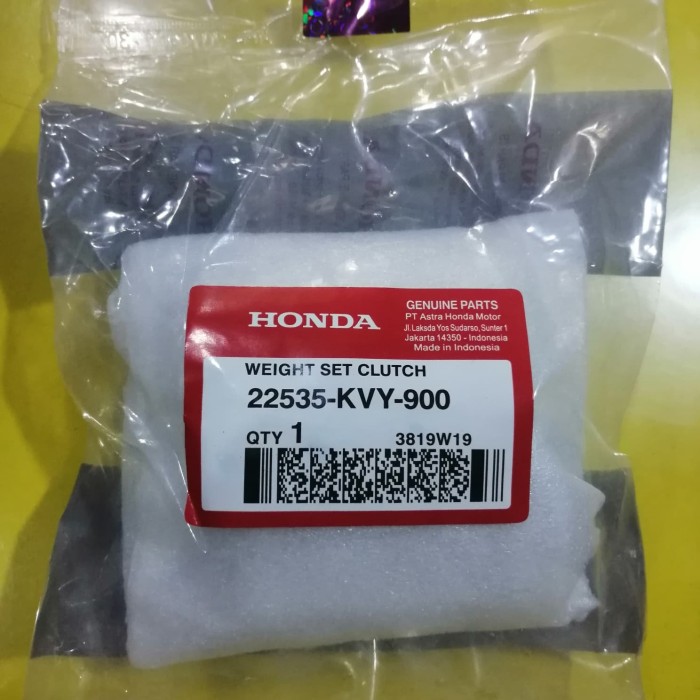 HONDA
GENUINE PARTS
PT Astra Honda Motor
Jl.Laksda Yos Sudarso, Sunter 1
Jakarta 14350 - Indonesia
Made in Indonesia
WEIGHT SET CLUTCH
22535-KVY-900
QTY 1 3819W19